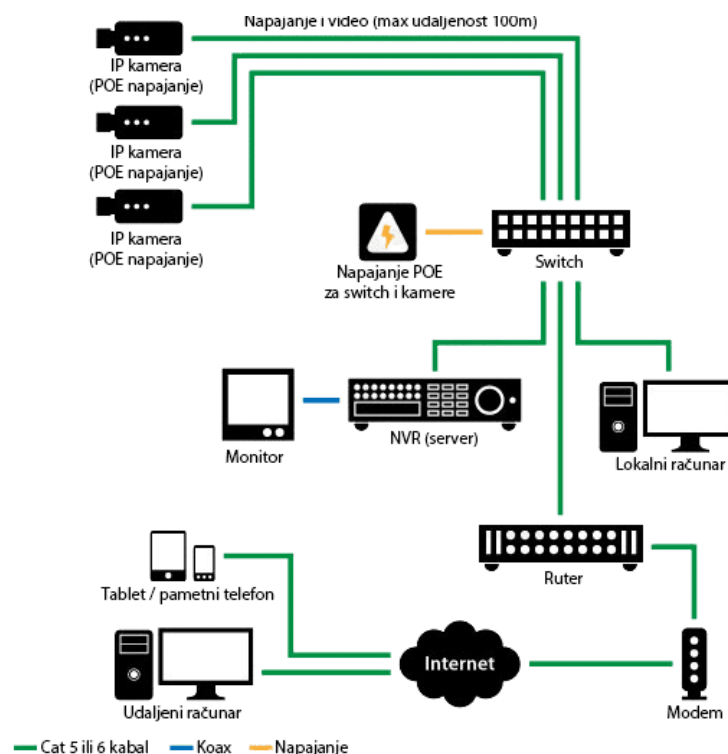 Napajanje i video (max udaljenost 100m)
IP kamera
(POE napajanje)
IP kamera
(POE napajanje)
IP kamera
(POE napajanje)
Napajanje POE
za switch i kamere
Switch
Monitor
NVR (server)
Lokalni računar
Ruter
Tablet / pametni telefon
Internet
Udaljeni računar
Modem
Cat 5 ili 6 kabal
Koax
Napajanje